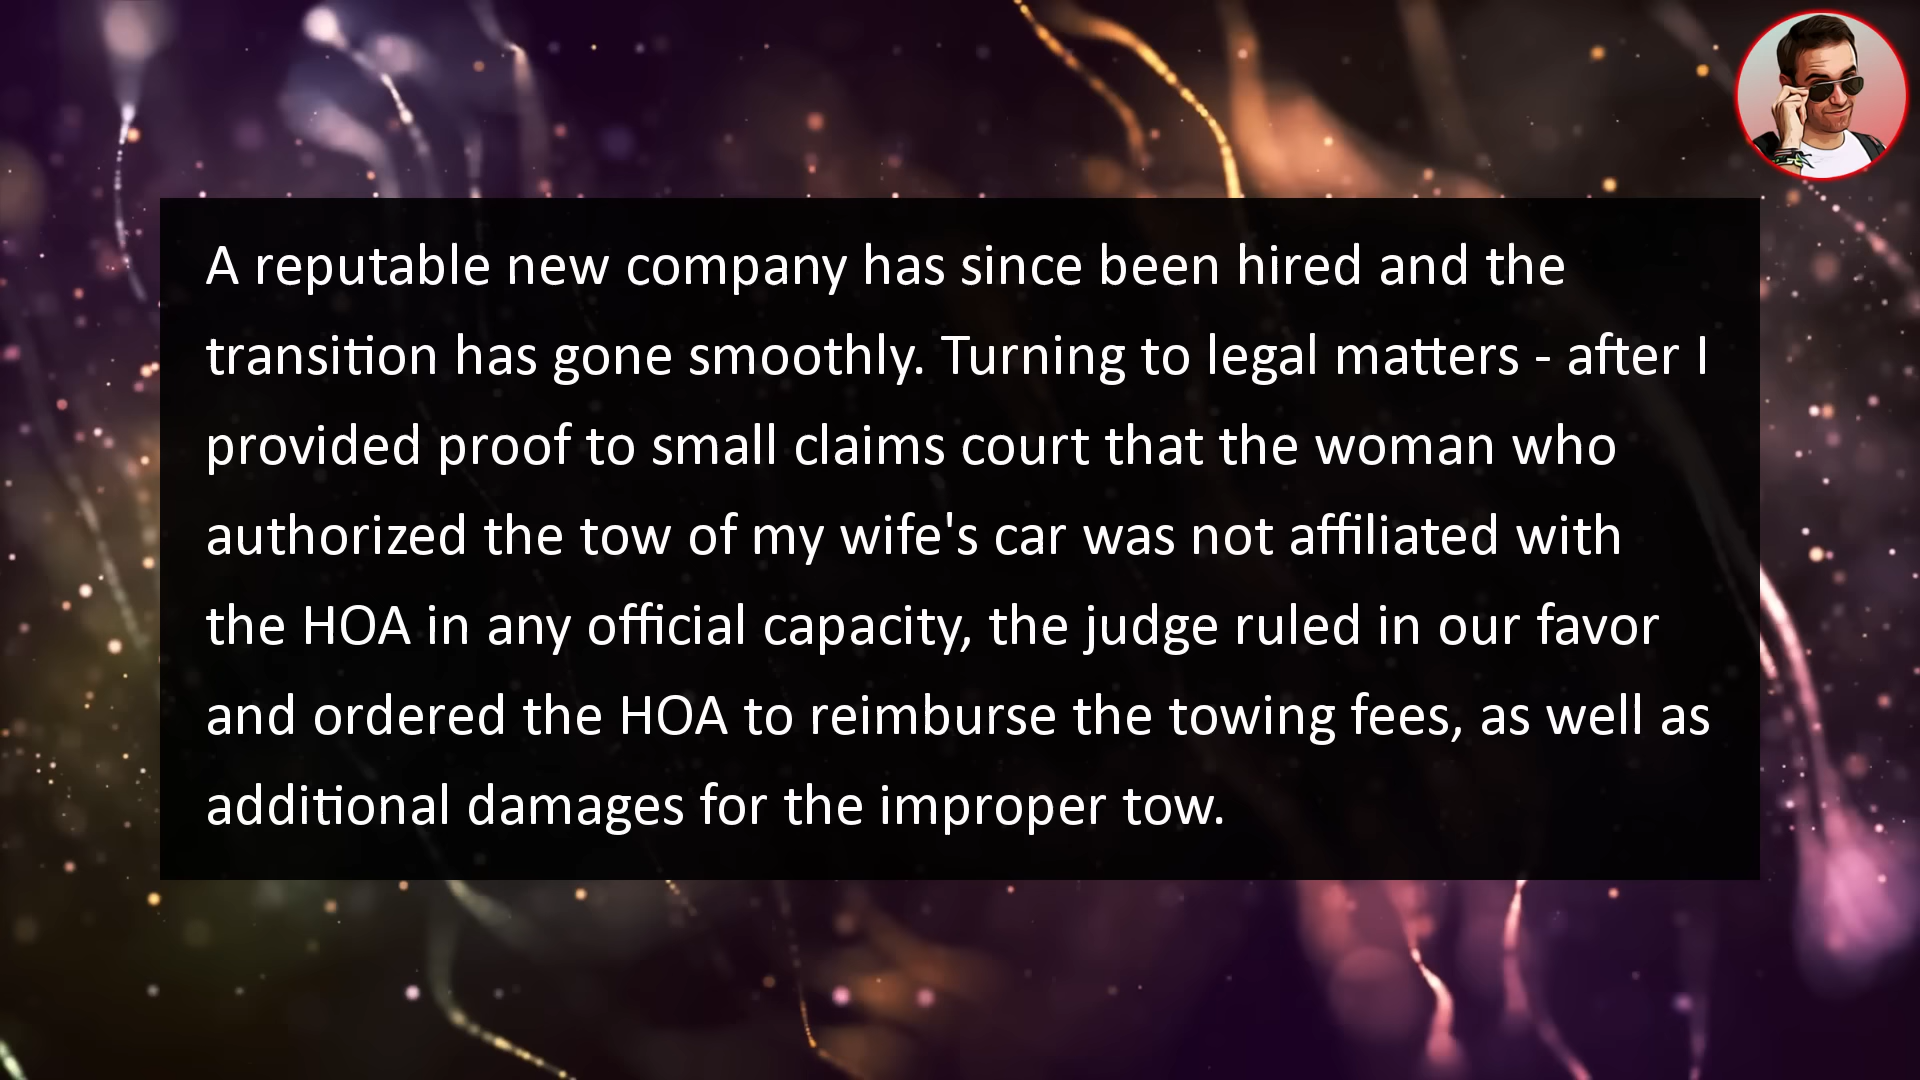 A reputable new company has since been hired and the
transition has gone smoothly. Turning to legal matters - after I
provided proof to small claims court that the woman who
authorized the tow of my wife's car was not affiliated with
the HOA in any official capacity, the judge ruled in our favor
and ordered the HOA to reimburse the towing fees, as well as
additional damages for the improper tow.